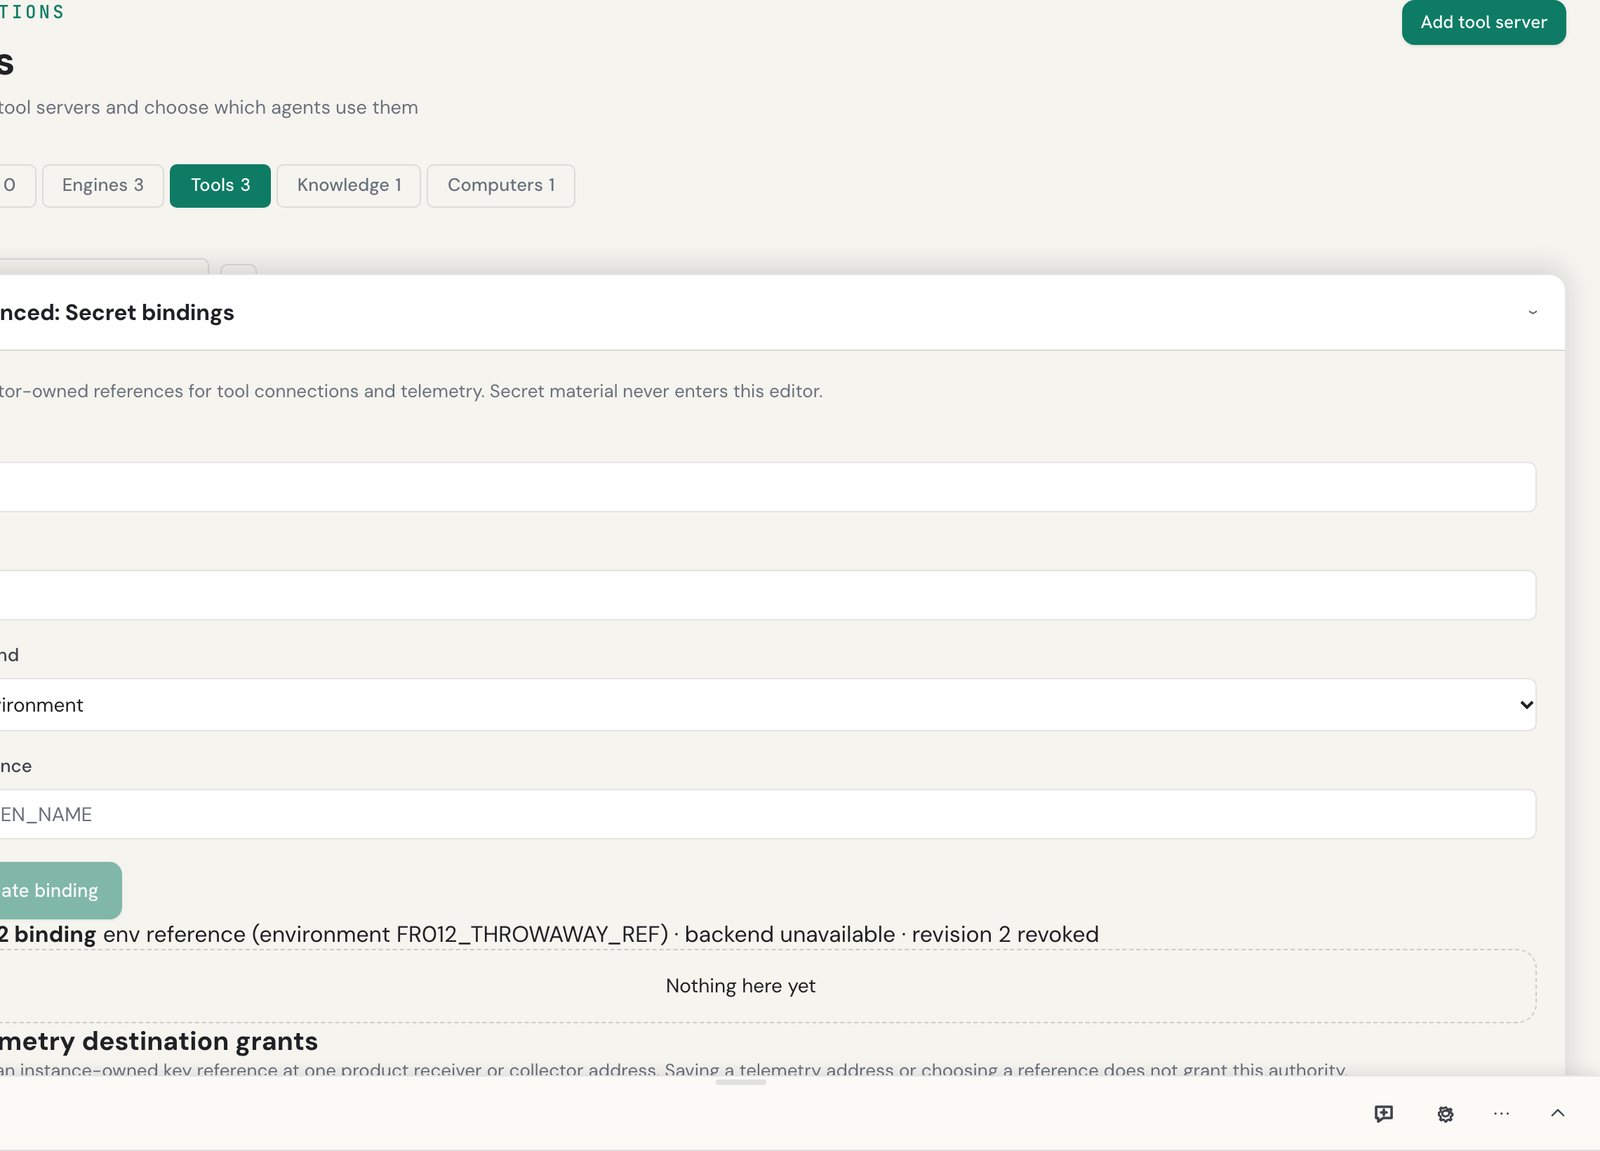 TIONS
Add tool server
s
tool servers and choose which agents use them
0
Engines 3
Tools 3
Knowledge 1
Computers 1
nced: Secret bindings
tor-owned references for tool connections and telemetry. Secret material never enters this editor.
nd
ironment
nce
EN_NAME
ate binding
2 binding env reference (environment FR012_THROWAWAY_REF) · backend unavailable · revision 2 revoked
Nothing here yet
metry destination grants
an instance-owned key reference at one product receiver or collector address. Saving a telemetry address or choosing a reference does not grant this authority.